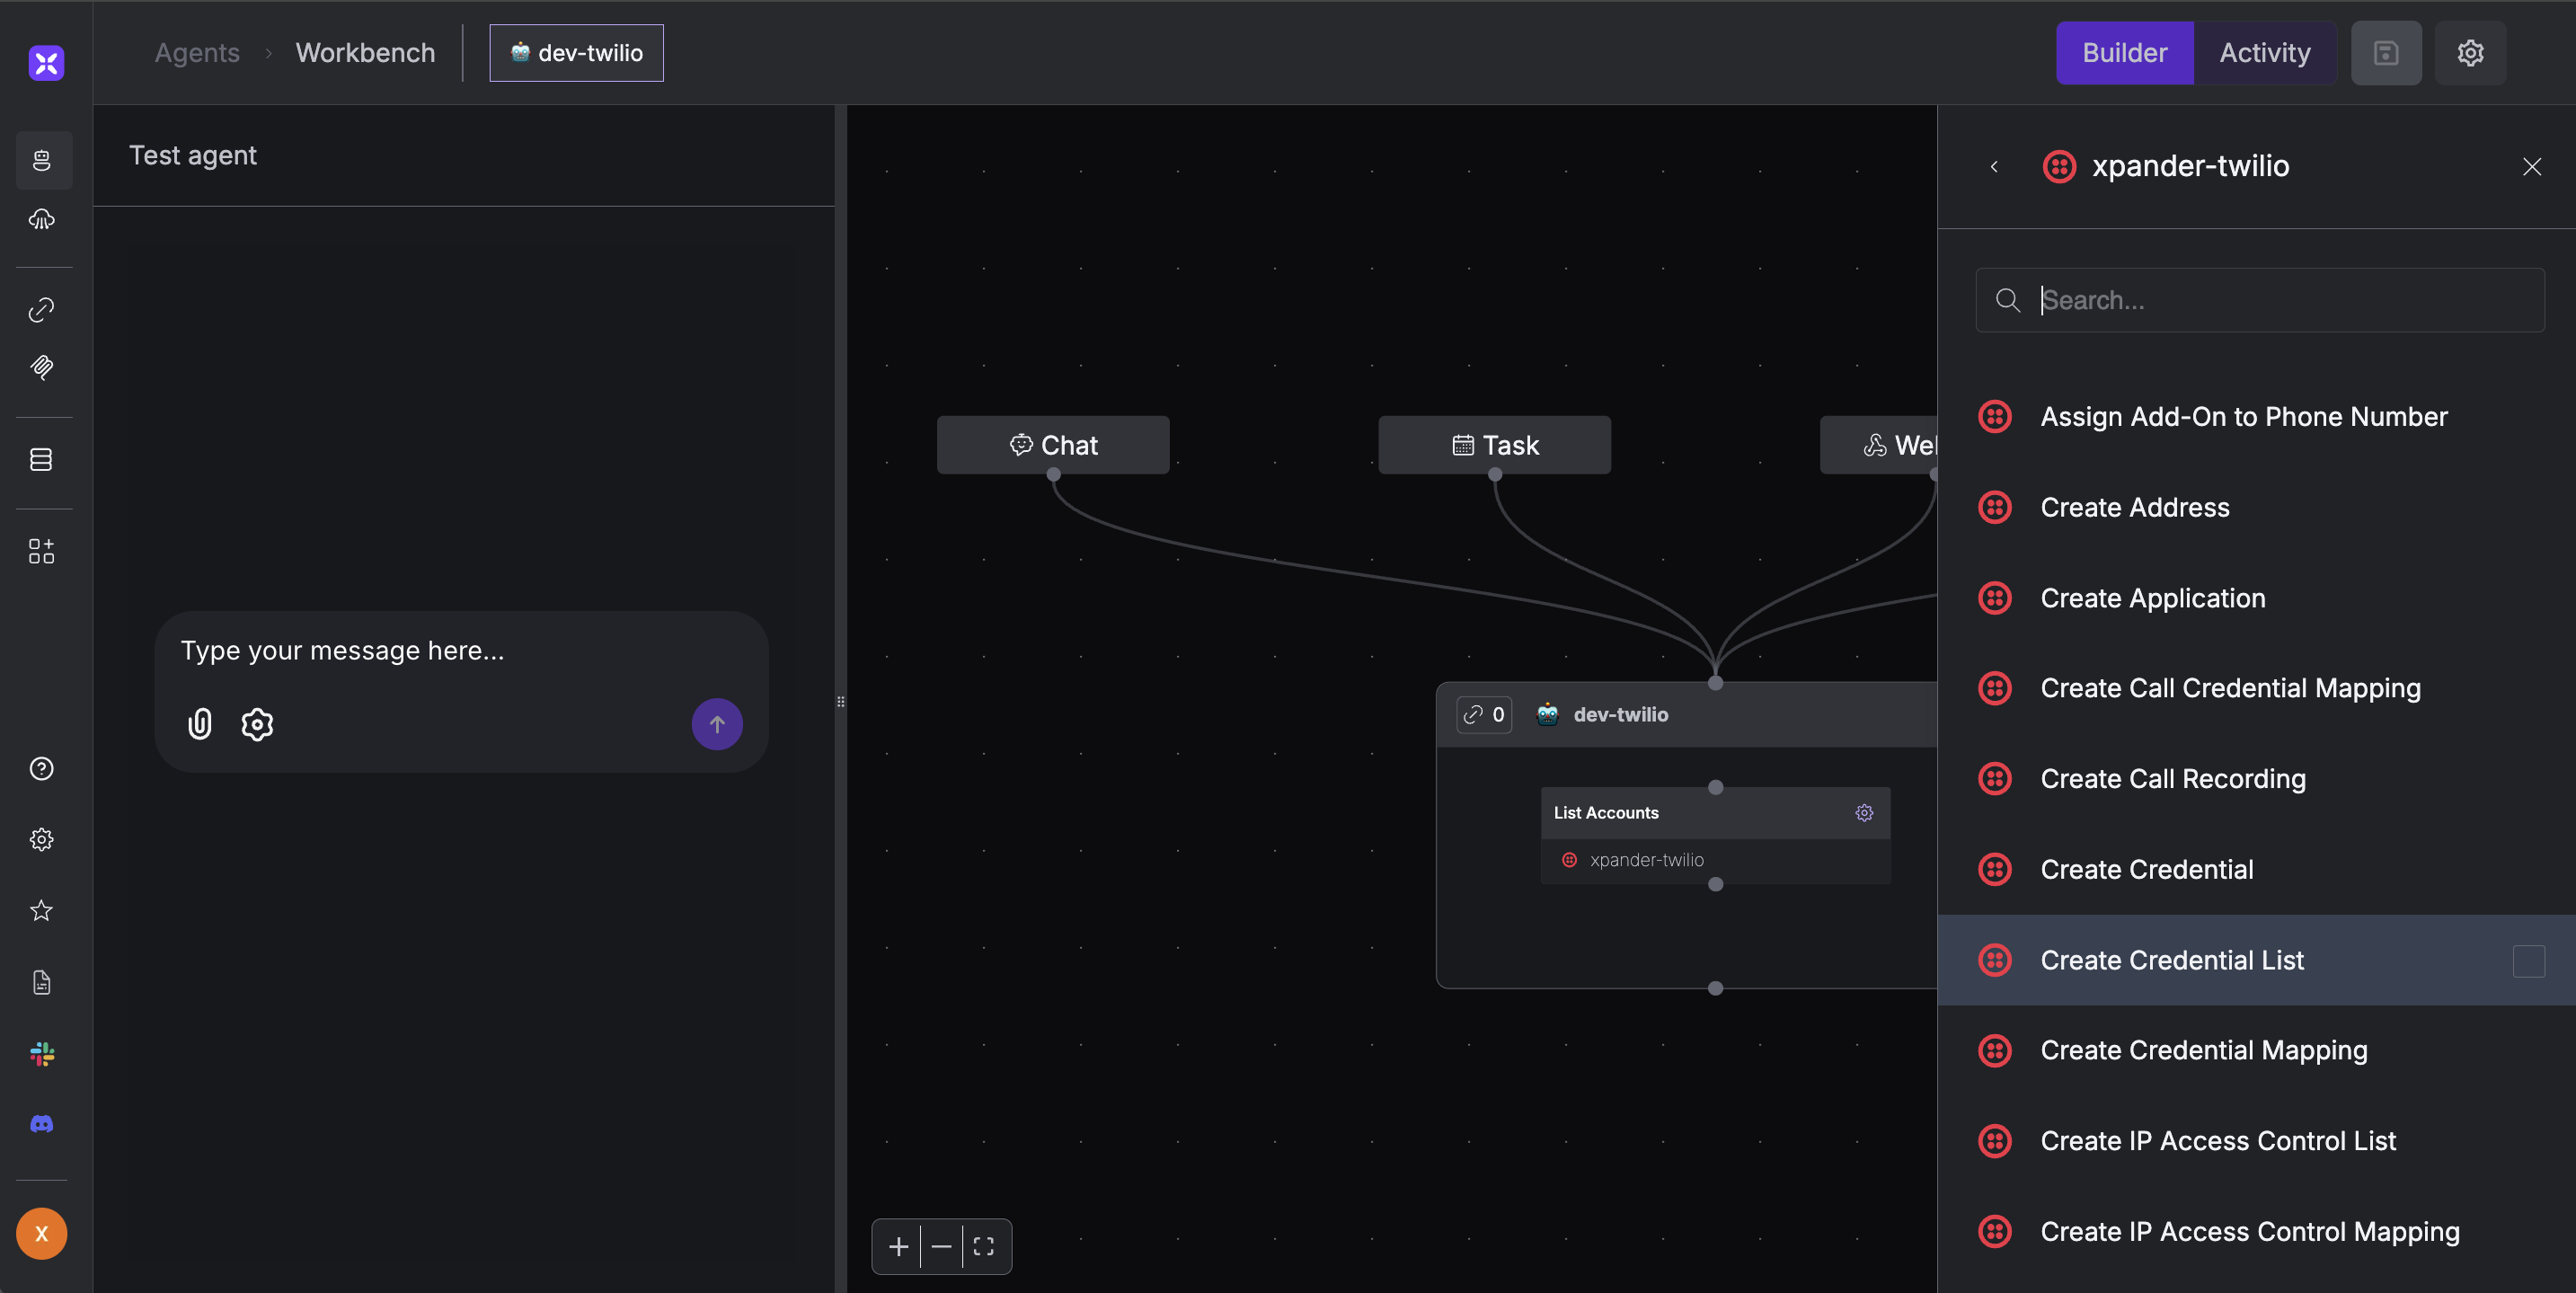 Agents
Workbench
dev-twilio
Builder
Activity
Test agent
Type your message here...
Chat
Task
0
dev-twilio
List Accounts
xpander-twilio
xpander-twilio
Search...
Assign Add-On to Phone Number
Create Address
Create Application
Create Call Credential Mapping
Create Call Recording
Create Credential
Create Credential List
Create Credential Mapping
Create IP Access Control List
Create IP Access Control Mapping
X